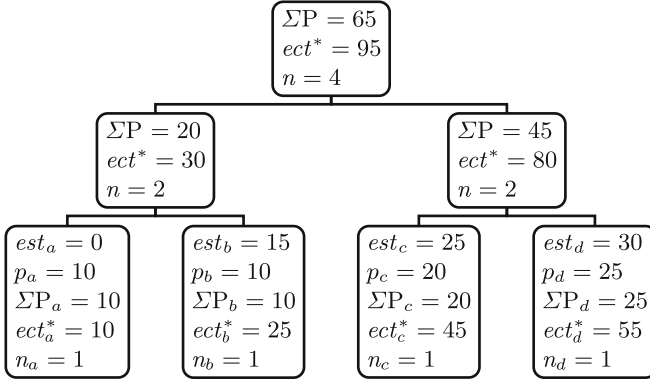 ΣP = 65
ect* = 95
n = 4
ΣP = 20
ect* = 30
n = 2
ΣP = 45
ect* = 80
n = 2
est_a = 0
p_a = 10
ΣP_a = 10
ect*_a = 10
n_a = 1
est_b = 15
p_b = 10
ΣP_b = 10
ect*_b = 25
n_b = 1
est_c = 25
p_c = 20
ΣP_c = 20
ect*_c = 45
n_c = 1
est_d = 30
p_d = 25
ΣP_d = 25
ect*_d = 55
n_d = 1